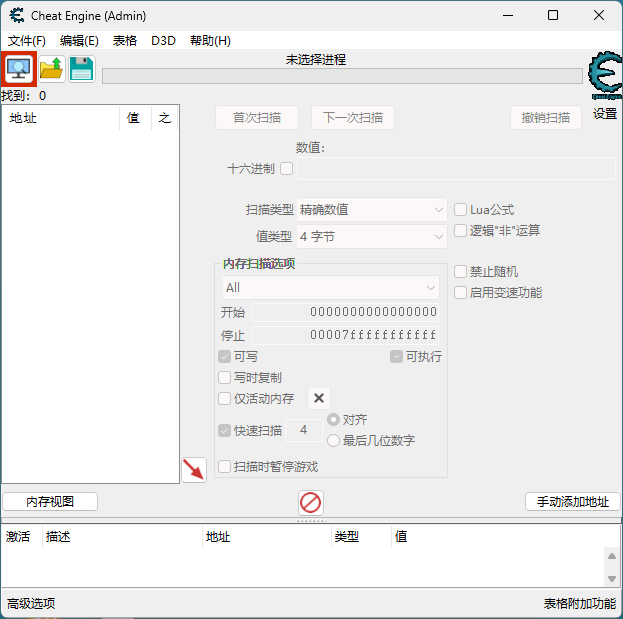 Cheat Engine (Admin)
文件(F) 编辑(E) 表格 D3D 帮助(H)
未选择进程
找到: 0
设置
地址 值 之
首次扫描 下一次扫描 撤销扫描
数值:
十六进制
扫描类型 精确数值 Lua公式
值类型 4 字节 逻辑"非"运算
内存扫描选项
All
禁止随机
启用变速功能
开始 0000000000000000
停止 00007fffffffffff
可写 可执行
写时复制
仅活动内存
快速扫描 4 对齐
最后几位数字
扫描时暂停游戏
内存视图 手动添加地址
激活 描述 地址 类型 值
高级选项 表格附加功能